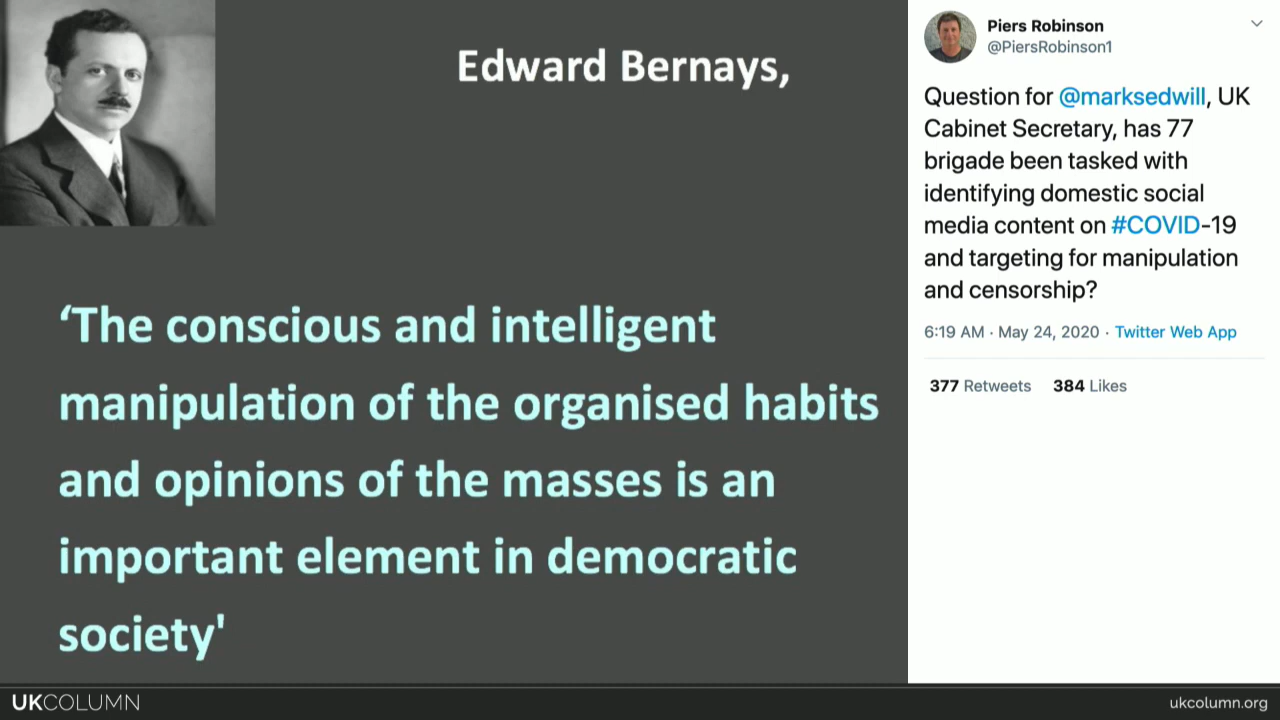 Edward Bernays,
‘The conscious and intelligent
manipulation of the organised habits
and opinions of the masses is an
important element in democratic
society'
Piers Robinson
@PiersRobinson1
Question for @marksedwill, UK
Cabinet Secretary, has 77
brigade been tasked with
identifying domestic social
media content on #COVID-19
and targeting for manipulation
and censorship?
6:19 AM · May 24, 2020 · Twitter Web App
377 Retweets 384 Likes
UKCOLUMN
ukcolumn.org